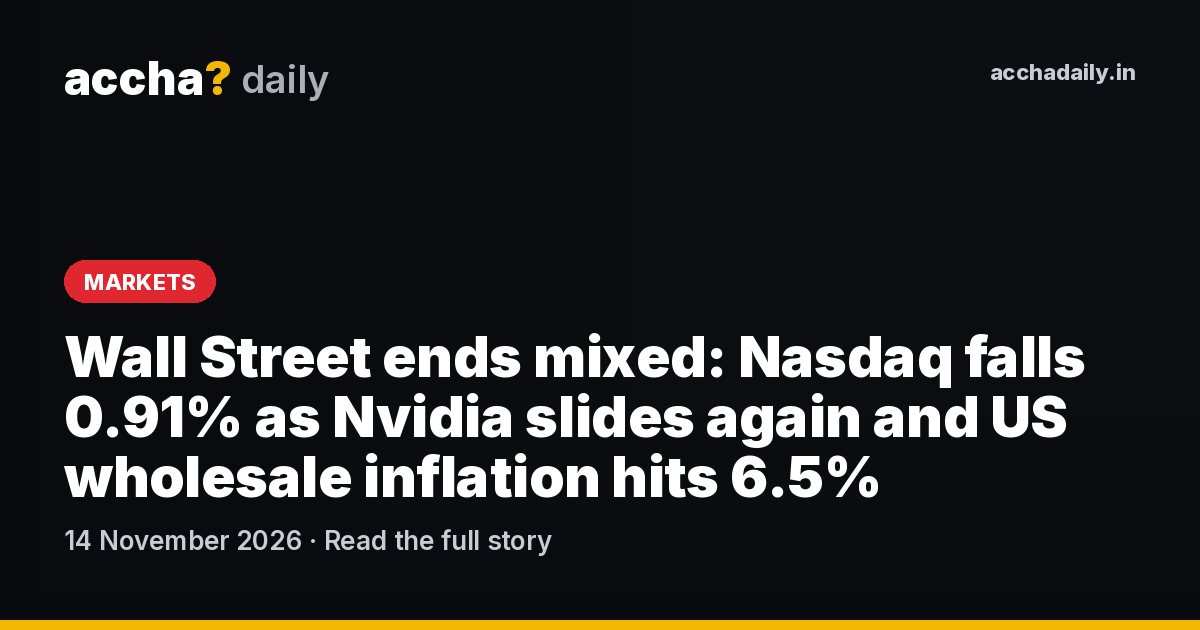 accha? daily
acchadaily.in
MARKETS
Wall Street ends mixed: Nasdaq falls
0.91% as Nvidia slides again and US
wholesale inflation hits 6.5%
14 November 2026 · Read the full story